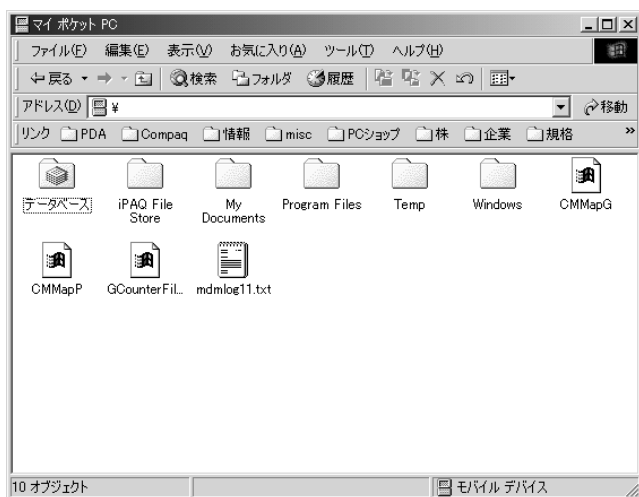 マイ ポケット PC
ファイル(F) 編集(E) 表示(V) お気に入り(A) ツール(T) ヘルプ(H)
戻る 検索 フォルダ 履歴
アドレス(D) ¥ 移動
リンク PDA Compaq 情報 misc PCショップ 株 企業 規格 »
データベース iPAQ File Store My Documents Program Files Temp Windows CMMapG
CMMapP GCounterFil... mdmlog11.txt
10 オブジェクト モバイル デバイス